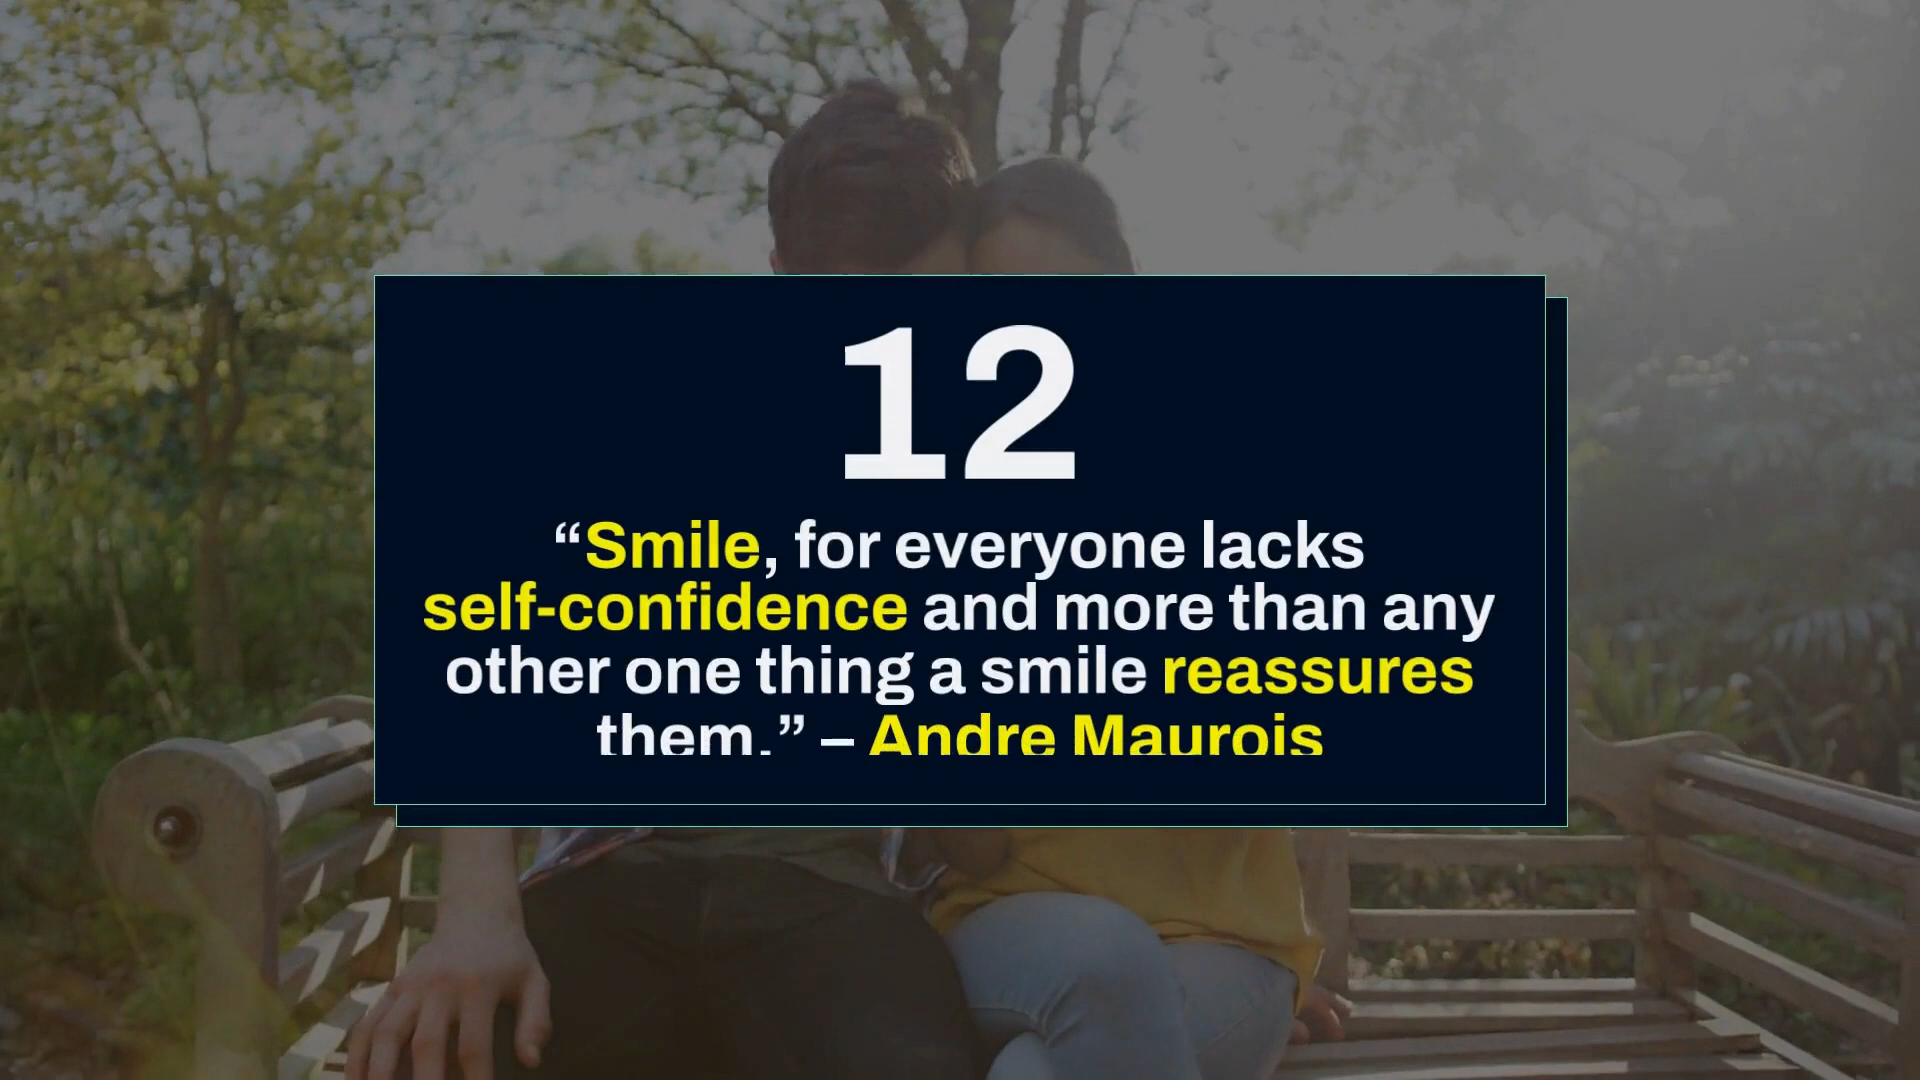 12
“Smile, for everyone lacks
self-confidence and more than any
other one thing a smile reassures
them.” – Andre Maurois